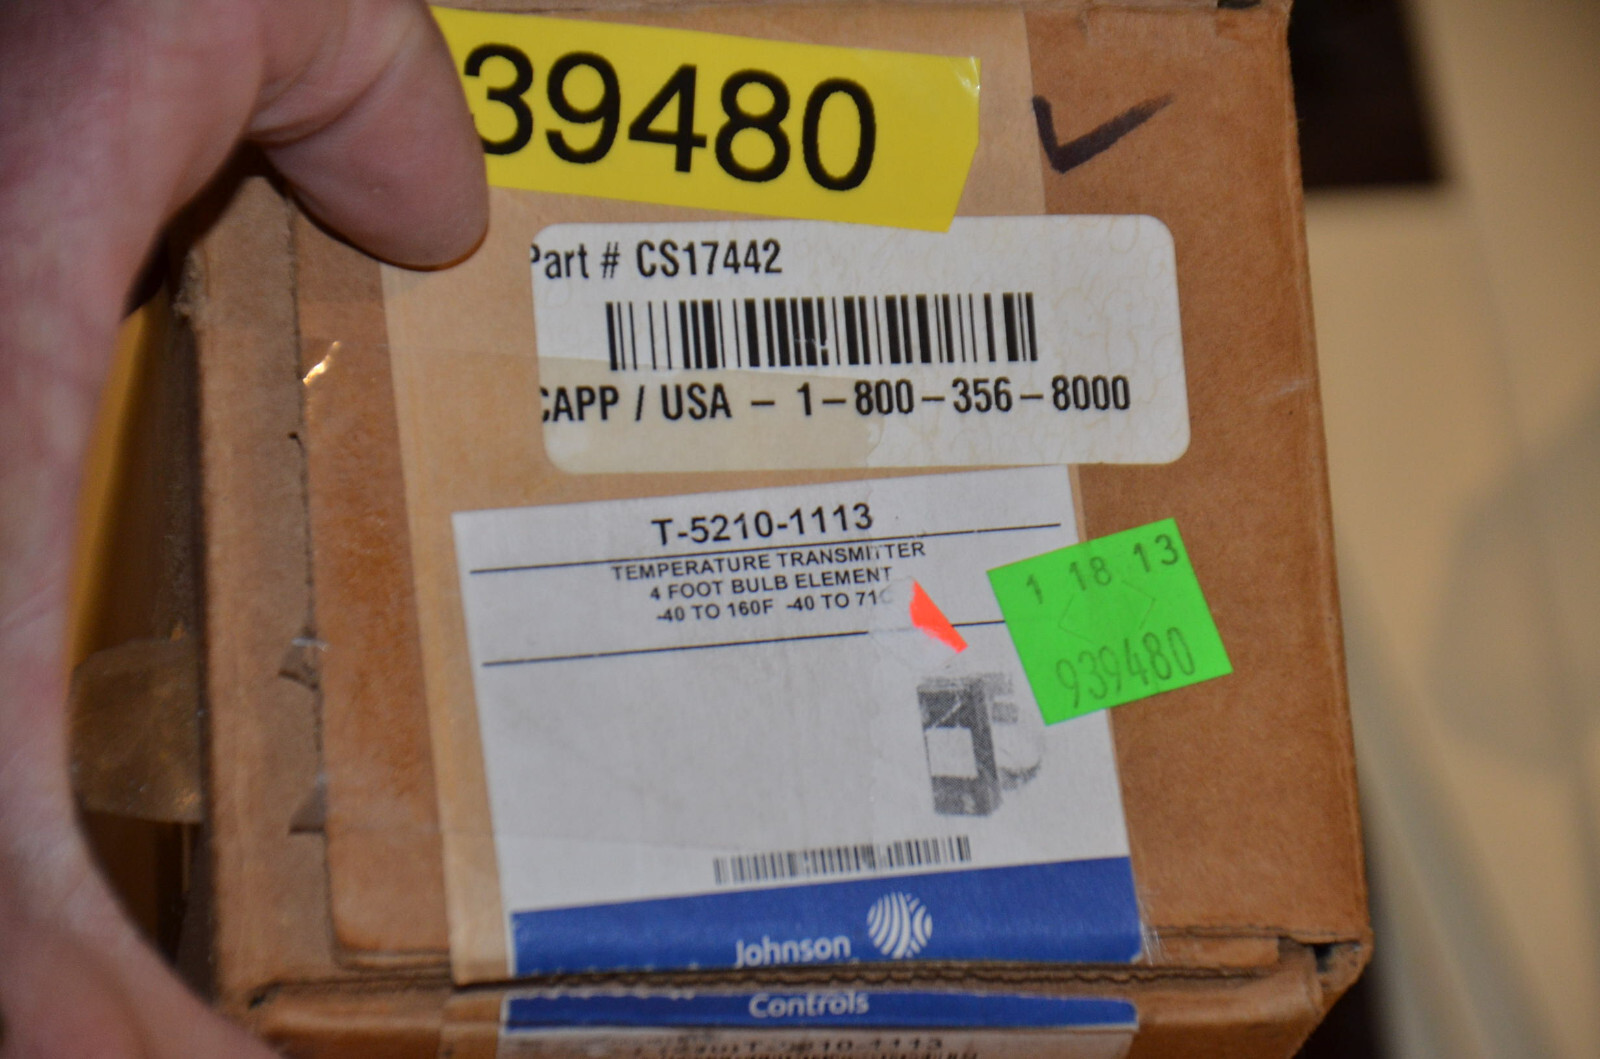 39480
Part # CS17442
CAPP / USA – 1–800–356–8000
T-5210-1113
TEMPERATURE TRANSMITTER
4 FOOT BULB ELEMENT
-40 TO 160F -40 TO 71C
1 18 13
939480
Johnson
Controls